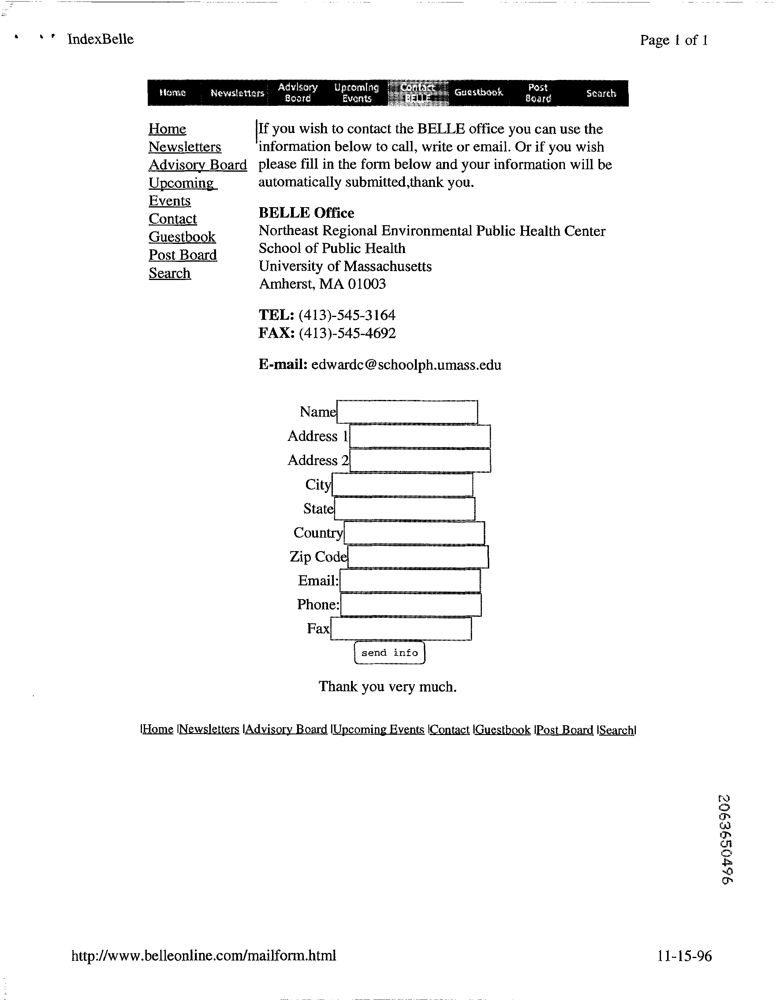 IndexBelle
Page 1 of 1
Home Newsletters Advisory Board Upcoming Events Contact BELLE Guestbook Post Board Search
Home
Newsletters
Advisory Board
Upcoming
Events
Contact
Guestbook
Post Board
Search
If you wish to contact the BELLE office you can use the
information below to call, write or email. Or if you wish
please fill in the form below and your information will be
automatically submitted,thank you.
BELLE Office
Northeast Regional Environmental Public Health Center
School of Public Health
University of Massachusetts
Amherst, MA 01003
TEL: (413)-545-3164
FAX: (413)-545-4692
E-mail: edwardc@schoolph.umass.edu
Name
Address 1
Address 2
City
State
Country
Zip Code
Email:
Phone:
Fax
send info
Thank you very much.
|Home |Newsletters |Advisory Board |Upcoming Events |Contact |Guestbook |Post Board |Search|
2063650496
http://www.belleonline.com/mailform.html
11-15-96